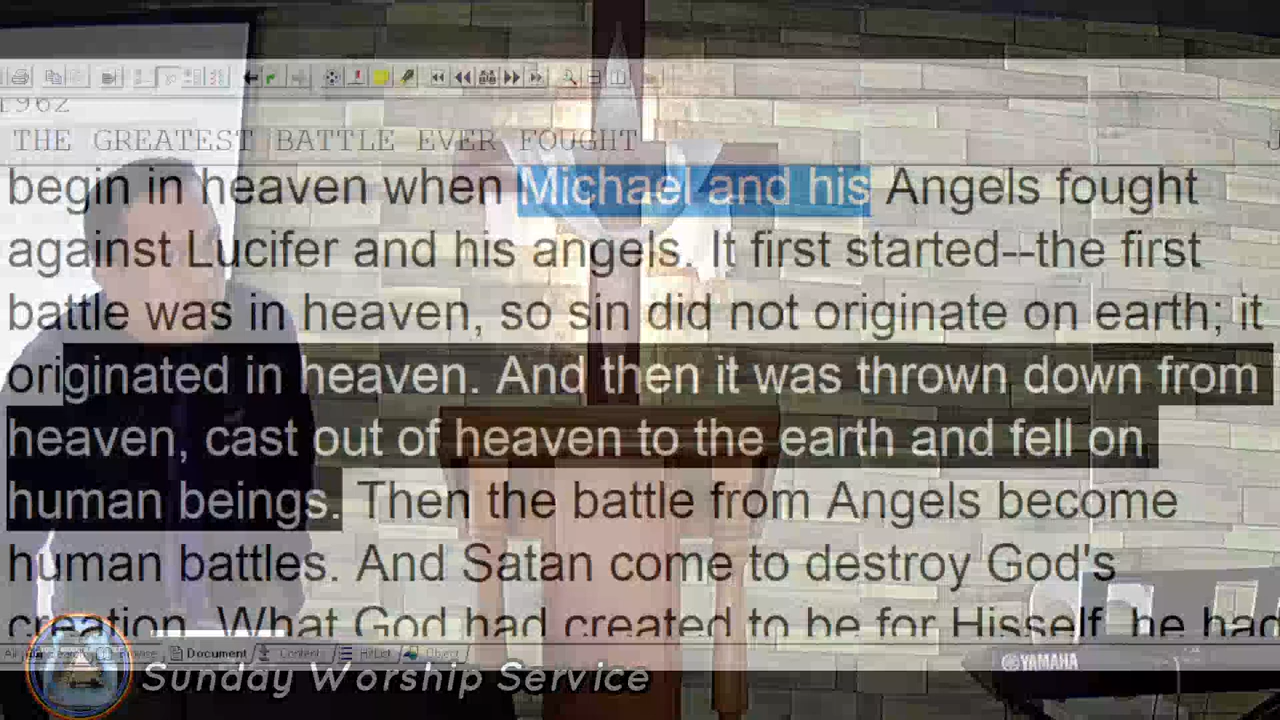 1962
THE GREATEST BATTLE EVER FOUGHT J
begin in heaven when Michael and his Angels fought
against Lucifer and his angels. It first started--the first
battle was in heaven, so sin did not originate on earth; it
originated in heaven. And then it was thrown down from
heaven, cast out of heaven to the earth and fell on
human beings. Then the battle from Angels become
human battles. And Satan come to destroy God's
creation. What God had created to be for Hisself, he had
Document Contents HitList Object
YAMAHA
Sunday Worship Service